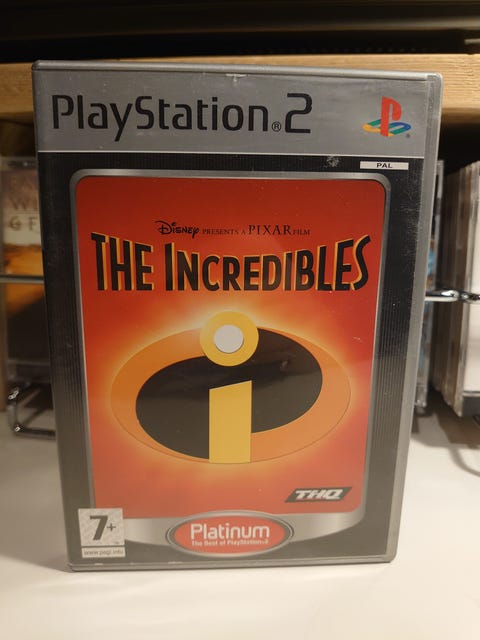 PlayStation®2
PAL
Disney PRESENTS A PIXAR FILM
THE INCREDIBLES
THQ
7+
www.pegi.info
Platinum
The Best of PlayStation®2